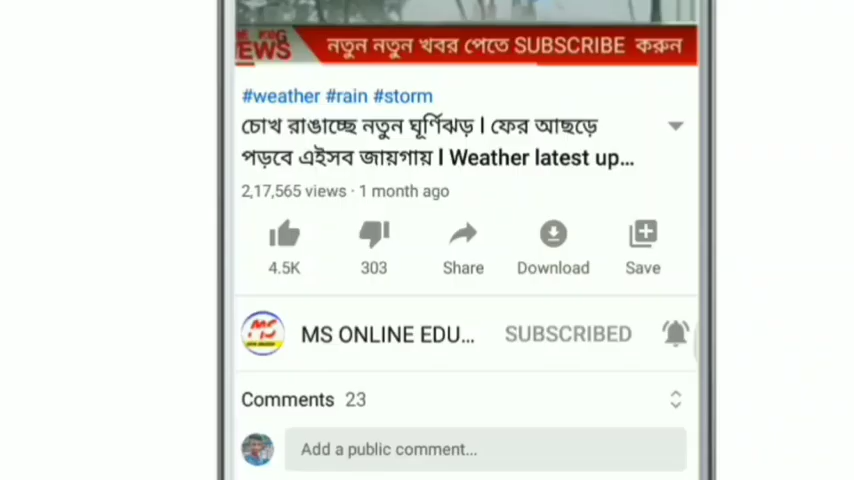 NEWS
নতুন নতুন খবর পেতে SUBSCRIBE করুন
#weather #rain #storm
চোখ রাঙাচ্ছে নতুন ঘূর্ণিঝড় l ফের আছড়ে
পড়বে এইসব জায়গায় l Weather latest up...
2,17,565 views · 1 month ago
4.5K 303 Share Download Save
MS
MS ONLINE EDU... SUBSCRIBED
Comments 23
Add a public comment...